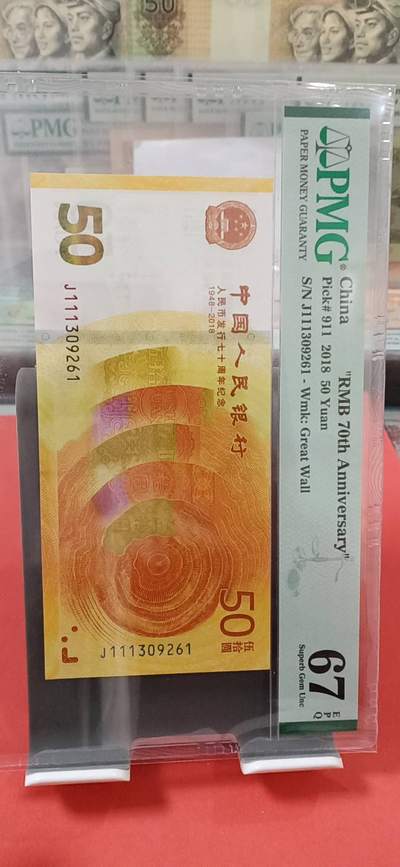 50
PMG
PMG
PAPER MONEY GUARANTY
China
"RMB 70th Anniversary"
Pick# 911 2018 50 Yuan
S/N J111309261 - Wmk: Great Wall
67
E
P
Q
Superb Gem Unc
中国人民银行
人民币发行七十周年纪念
1948-2018
50
J111309261
50
伍拾圆
J111309261